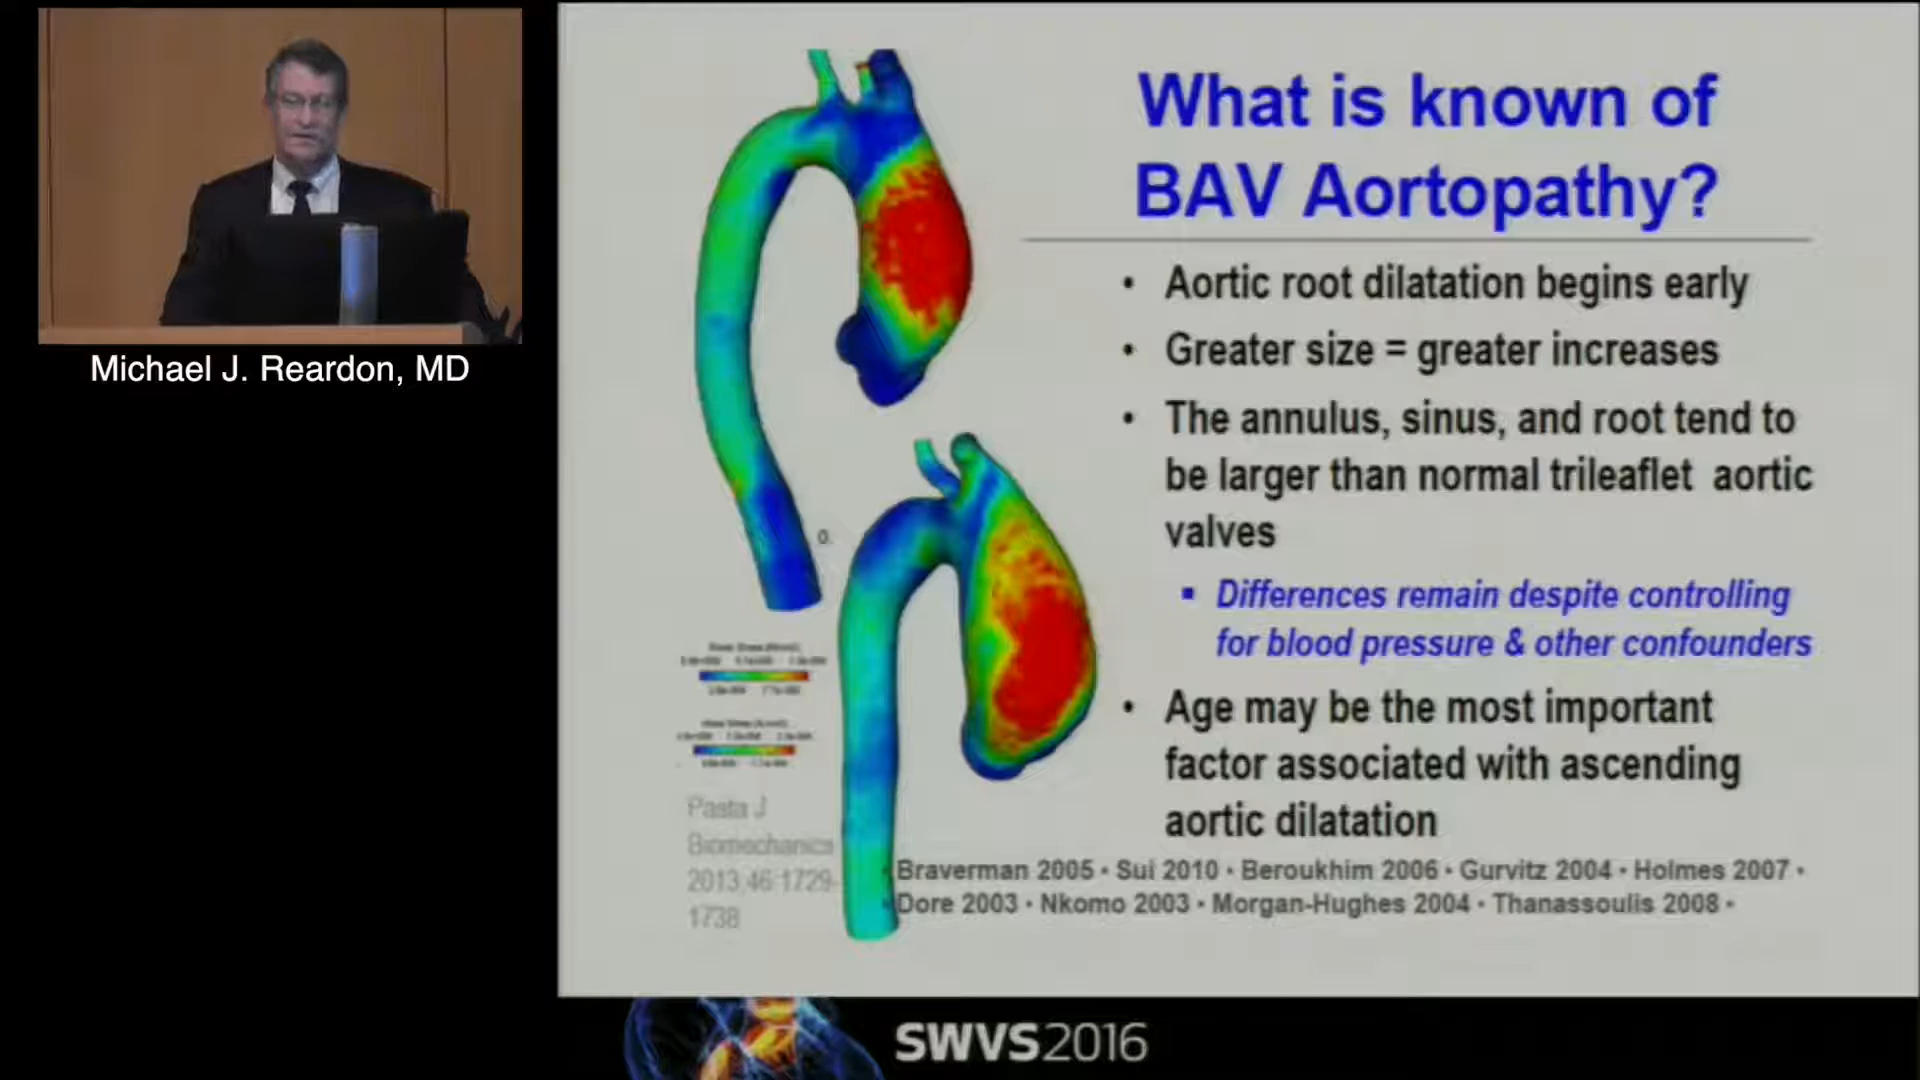 Michael J. Reardon, MD
What is known of
BAV Aortopathy?
• Aortic root dilatation begins early
• Greater size = greater increases
• The annulus, sinus, and root tend to
be larger than normal trileaflet aortic
valves
▪ Differences remain despite controlling
for blood pressure & other confounders
• Age may be the most important
factor associated with ascending
aortic dilatation
0.
Pasta J
Biomechanics
2013;46:1729-
1738
• Braverman 2005 • Sui 2010 • Beroukhim 2006 • Gurvitz 2004 • Holmes 2007 •
• Dore 2003 • Nkomo 2003 • Morgan-Hughes 2004 • Thanassoulis 2008 •
SWVS2016